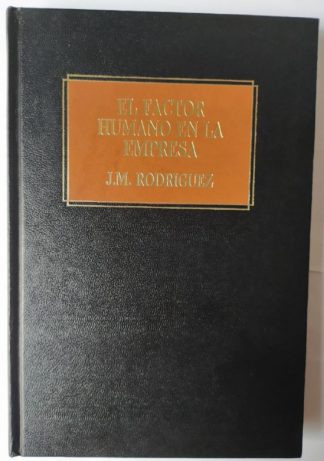 EL FACTOR
HUMANO EN LA
EMPRESA
J.M. RODRIGUEZ